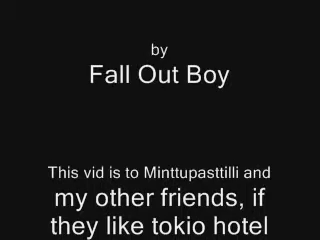 by
Fall Out Boy
This vid is to Minttupasttilli and
my other friends, if
they like tokio hotel